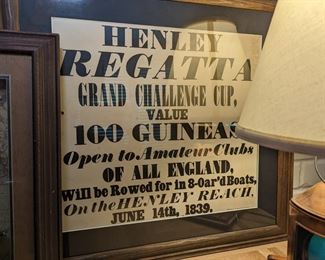 HENLEY
REGATTA
GRAND CHALLENGE CUP,
VALUE
100 GUINEAS
Open to Amateur Clubs
OF ALL ENGLAND,
Will be Rowed for in 8-Oar'd Boats,
On the HENLEY REACH.
JUNE 14th, 1839.